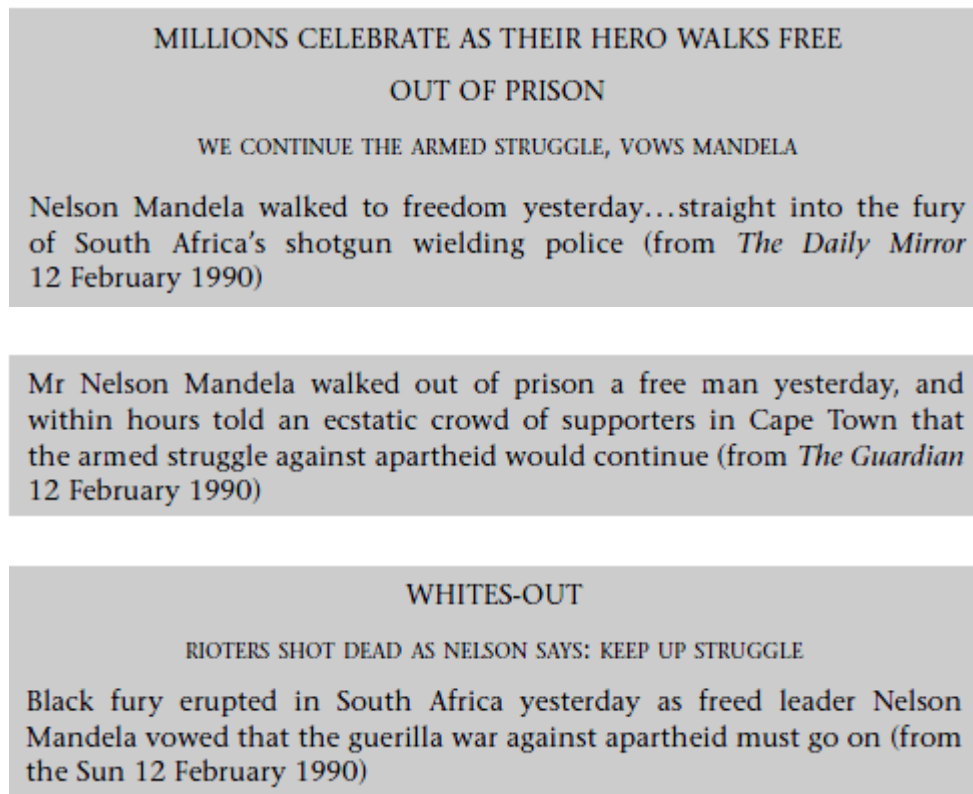 MILLIONS CELEBRATE AS THEIR HERO WALKS FREE
OUT OF PRISON
WE CONTINUE THE ARMED STRUGGLE, VOWS MANDELA
Nelson Mandela walked to freedom yesterday...straight into the fury
of South Africa's shotgun wielding police (from The Daily Mirror
12 February 1990)
Mr Nelson Mandela walked out of prison a free man yesterday, and
within hours told an ecstatic crowd of supporters in Cape Town that
the armed struggle against apartheid would continue (from The Guardian
12 February 1990)
WHITES-OUT
RIOTERS SHOT DEAD AS NELSON SAYS: KEEP UP STRUGGLE
Black fury erupted in South Africa yesterday as freed leader Nelson
Mandela vowed that the guerilla war against apartheid must go on (from
the Sun 12 February 1990)